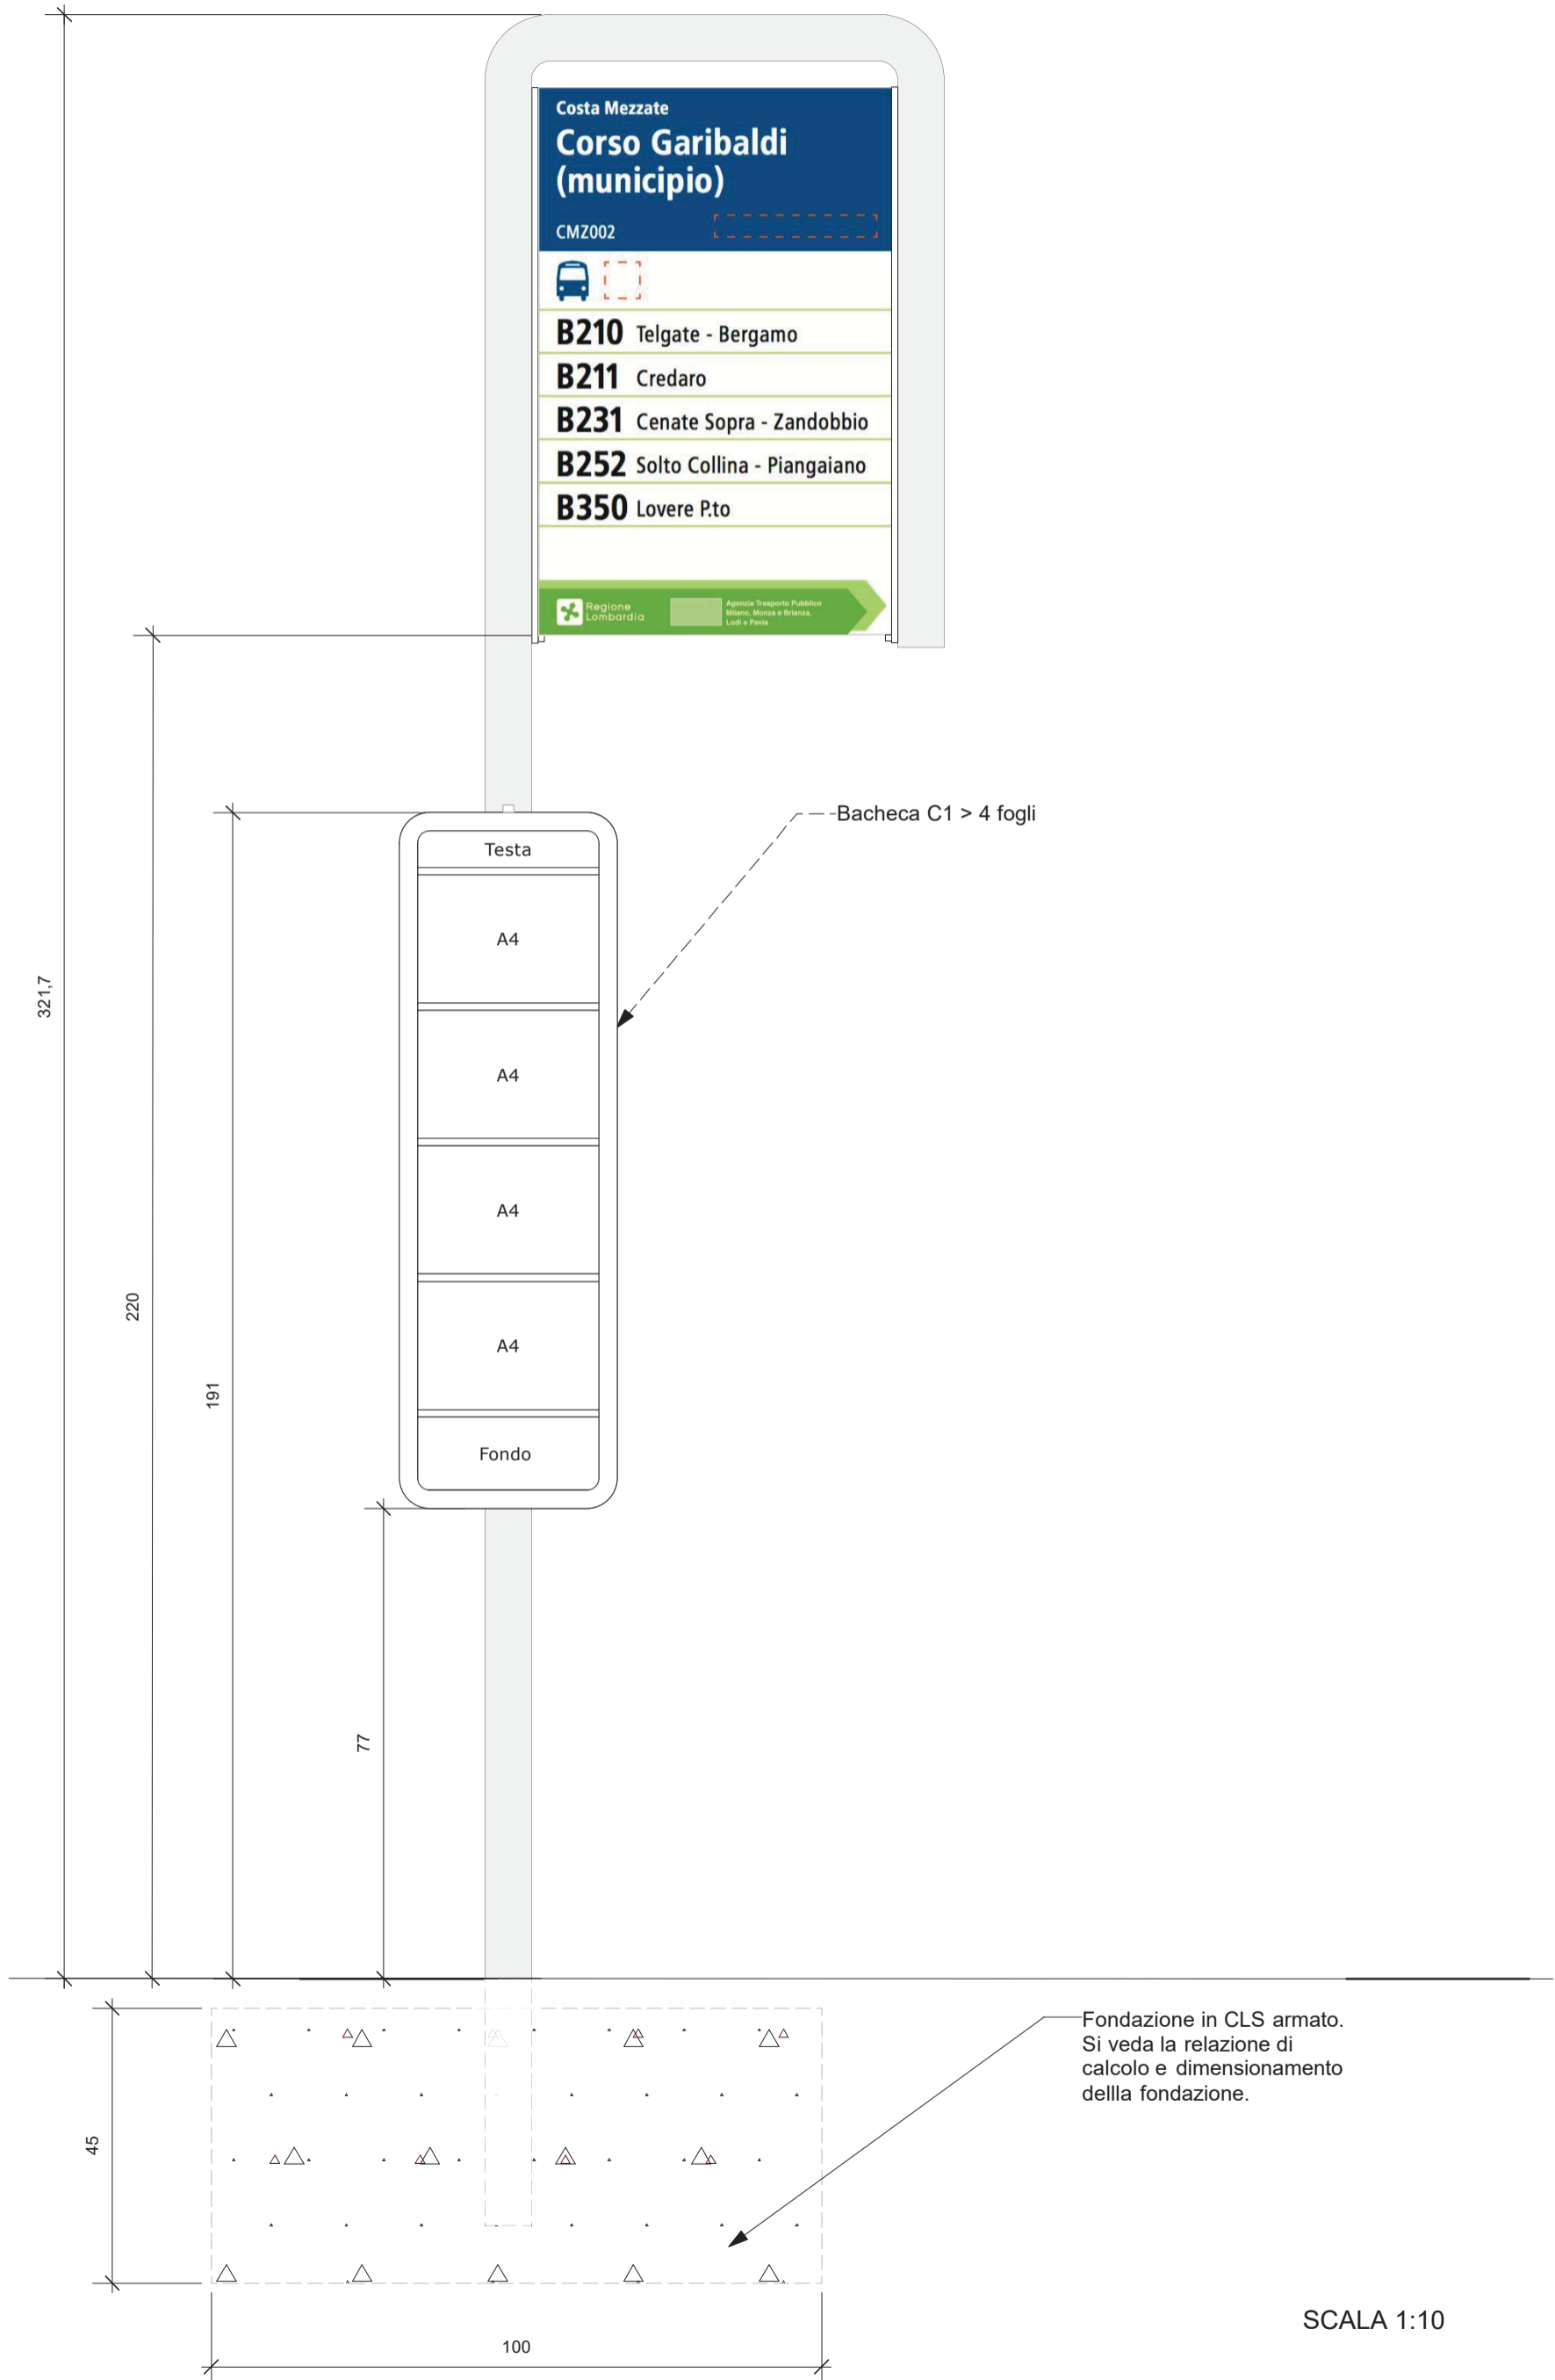 Costa Mezzate
Corso Garibaldi
(municipio)
CMZ002
B210 Telgate - Bergamo
B211 Credaro
B231 Cenate Sopra - Zandobbio
B252 Solto Collina - Piangaiano
B350 Lovere P.to
Regione
Lombardia
Agenzia Trasporto Pubblico
Milano, Monza e Brianza,
Lodi e Pavia
Bacheca C1 > 4 fogli
Testa
A4
A4
A4
A4
Fondo
321,7
220
191
77
Fondazione in CLS armato.
Si veda la relazione di
calcolo e dimensionamento
dellla fondazione.
45
100
SCALA 1:10